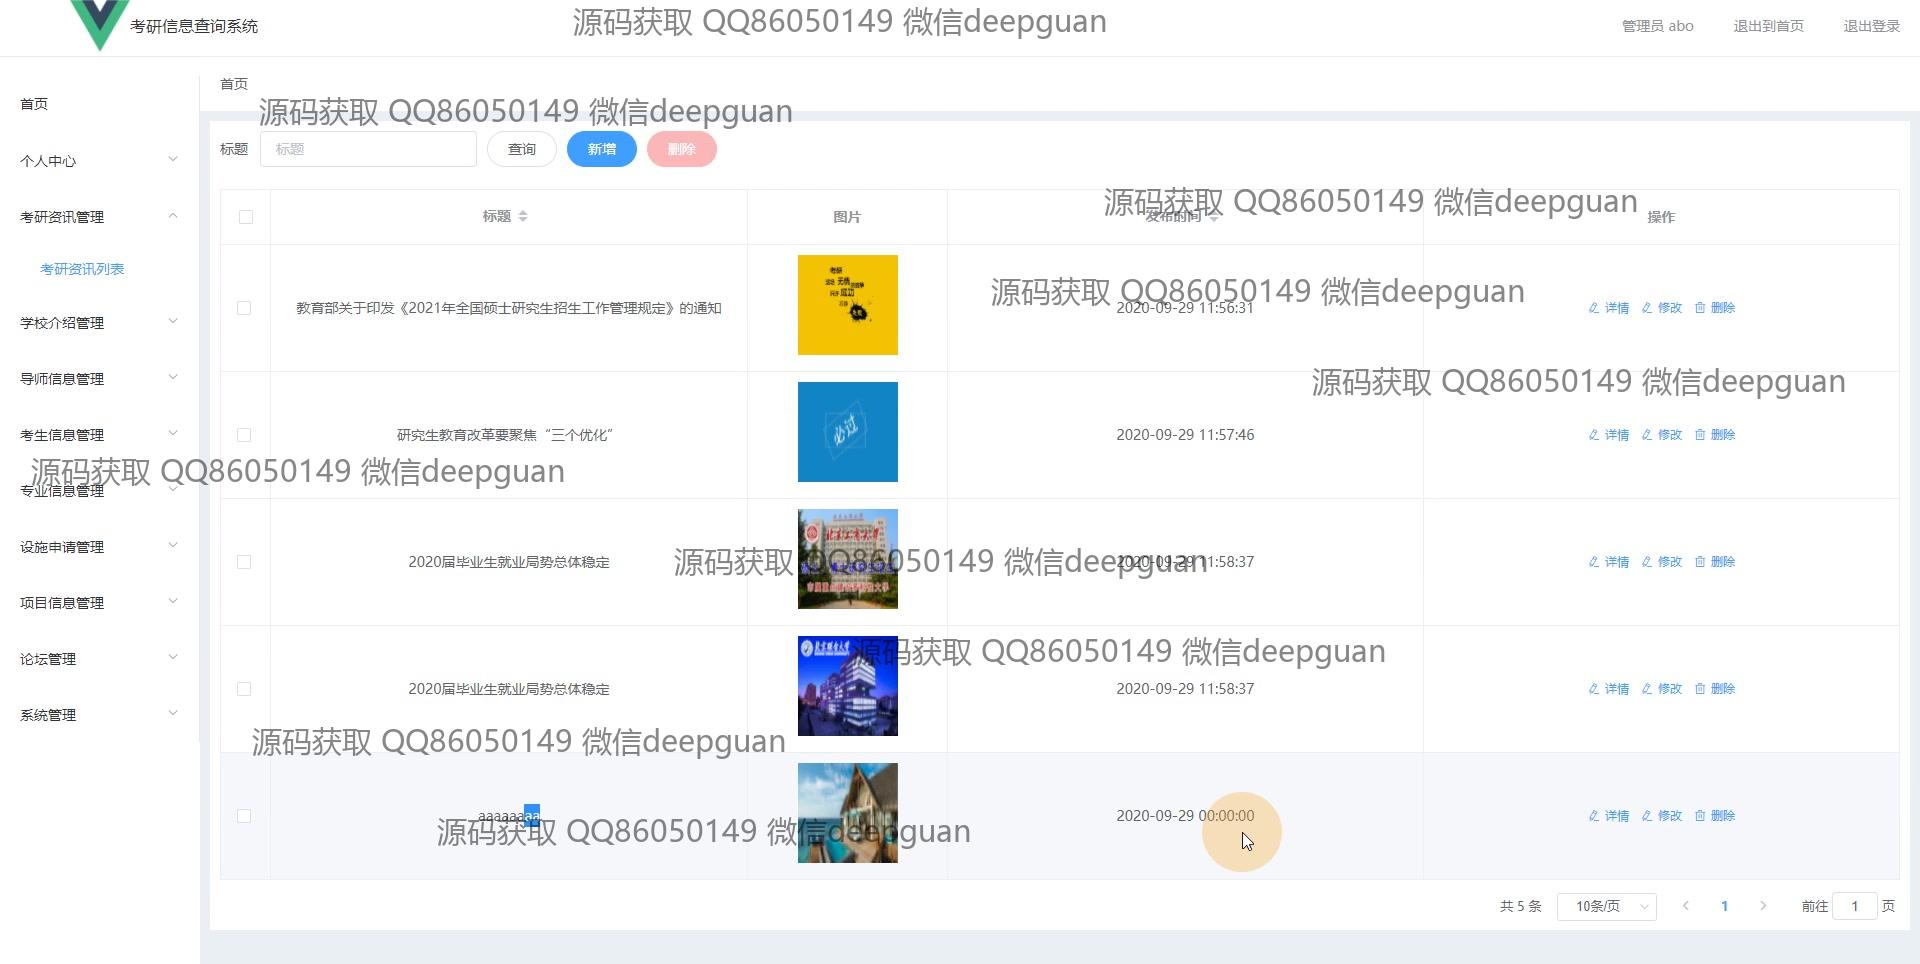 考研信息查询系统
源码获取 QQ86050149 微信deepguan
管理员 abo
退出到首页
退出登录
首页
个人中心
考研资讯管理
考研资讯列表
学校介绍管理
导师信息管理
考生信息管理
源码获取 QQ86050149 微信deepguan
专业信息管理
设施申请管理
项目信息管理
论坛管理
系统管理
首页
源码获取 QQ86050149 微信deepguan
标题 标题 查询 新增 删除
源码获取 QQ86050149 微信deepguan
标题 图片 发布时间 操作
源码获取 QQ86050149 微信deepguan
教育部关于印发《2021年全国硕士研究生招生工作管理规定》的通知 2020-09-29 11:56:31 详情 修改 删除
考研
源码获取 QQ86050149 微信deepguan
研究生教育改革要聚焦“三个优化” 必过 2020-09-29 11:57:46 详情 修改 删除
源码获取 QQ86050149 微信deepguan
2020届毕业生就业局势总体稳定 2020-09-29 11:58:37 详情 修改 删除
北京联合大学
源码获取 QQ86050149 微信deepguan
2020届毕业生就业局势总体稳定 2020-09-29 11:58:37 详情 修改 删除
源码获取 QQ86050149 微信deepguan
aaaaaaaa 2020-09-29 00:00:00 详情 修改 删除
源码获取 QQ86050149 微信deepguan
共 5 条 10条/页 1 前往 1 页